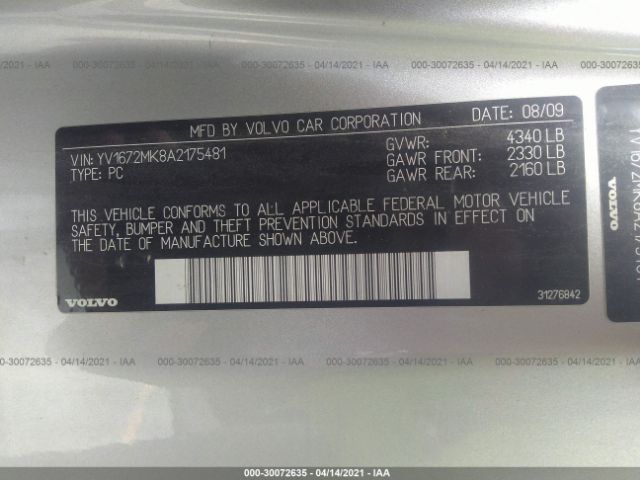 000-30072635 - 04/14/2021 - IAA
MFD BY VOLVO CAR CORPORATION DATE: 08/09
VIN: YV1672MK8A2175481 GVWR: 4340 LB
TYPE: PC GAWR FRONT: 2330 LB
GAWR REAR: 2160 LB
THIS VEHICLE CONFORMS TO ALL APPLICABLE FEDERAL MOTOR VEHICLE
SAFETY, BUMPER AND THEFT PREVENTION STANDARDS IN EFFECT ON
THE DATE OF MANUFACTURE SHOWN ABOVE.
VOLVO 31276842
VOLVO
000-30072635 - 04/14/2021 - IAA
000-30072635 - 04/14/2021 - IAA